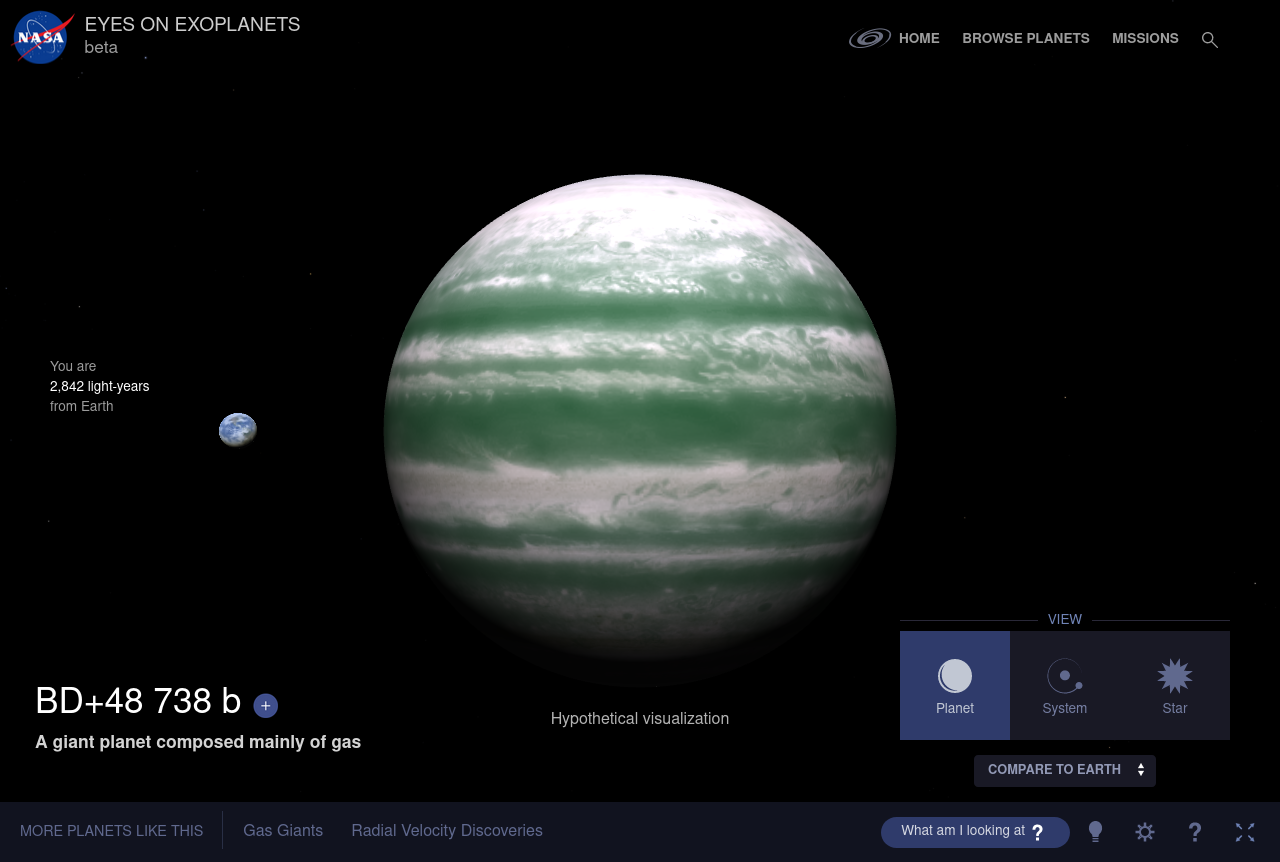 NASA
EYES ON EXOPLANETS
beta
HOME
BROWSE PLANETS
MISSIONS
You are
2,842 light-years
from Earth
VIEW
Planet
System
Star
BD+48 738 b
+
A giant planet composed mainly of gas
Hypothetical visualization
COMPARE TO EARTH
MORE PLANETS LIKE THIS
Gas Giants
Radial Velocity Discoveries
What am I looking at ?
?